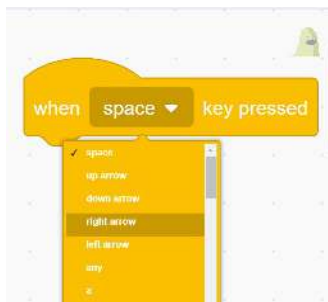 when space key pressed
space
up arrow
down arrow
right arrow
left arrow
any
a